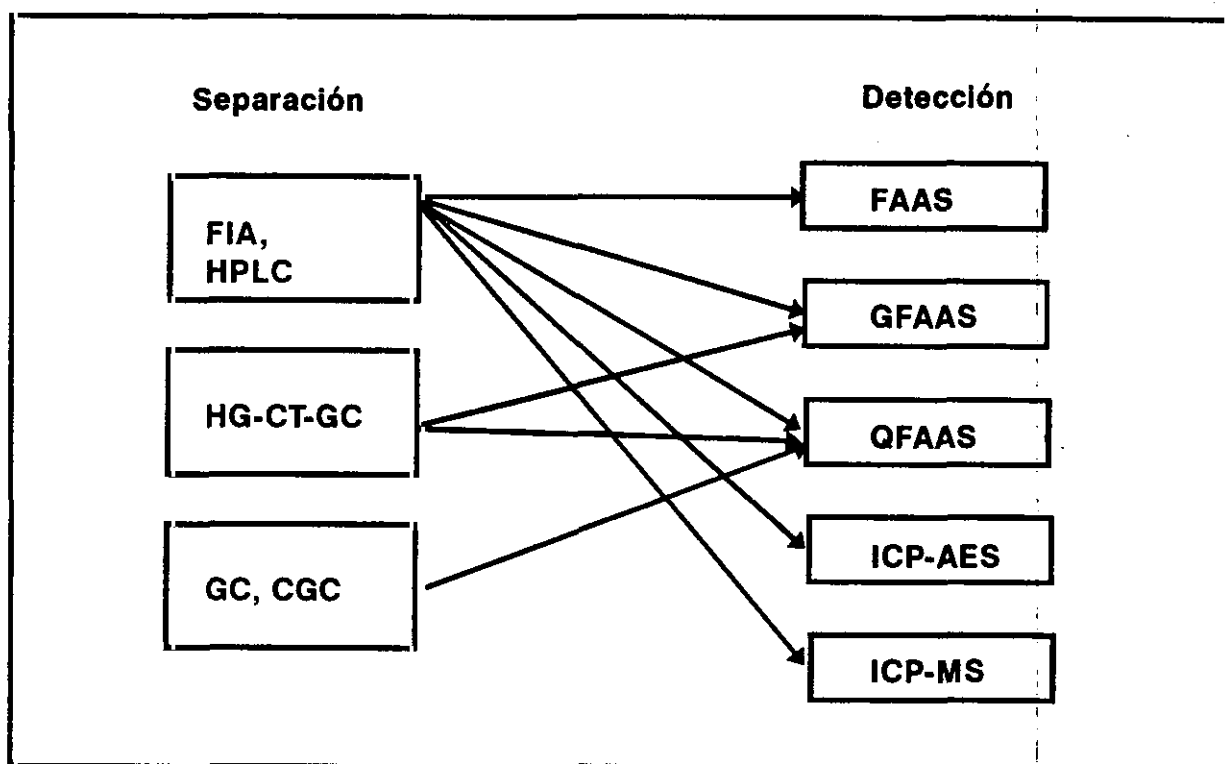 Separación
Detección
FIA,
HPLC
HG-CT-GC
GC, CGC
FAAS
GFAAS
QFAAS
ICP-AES
ICP-MS